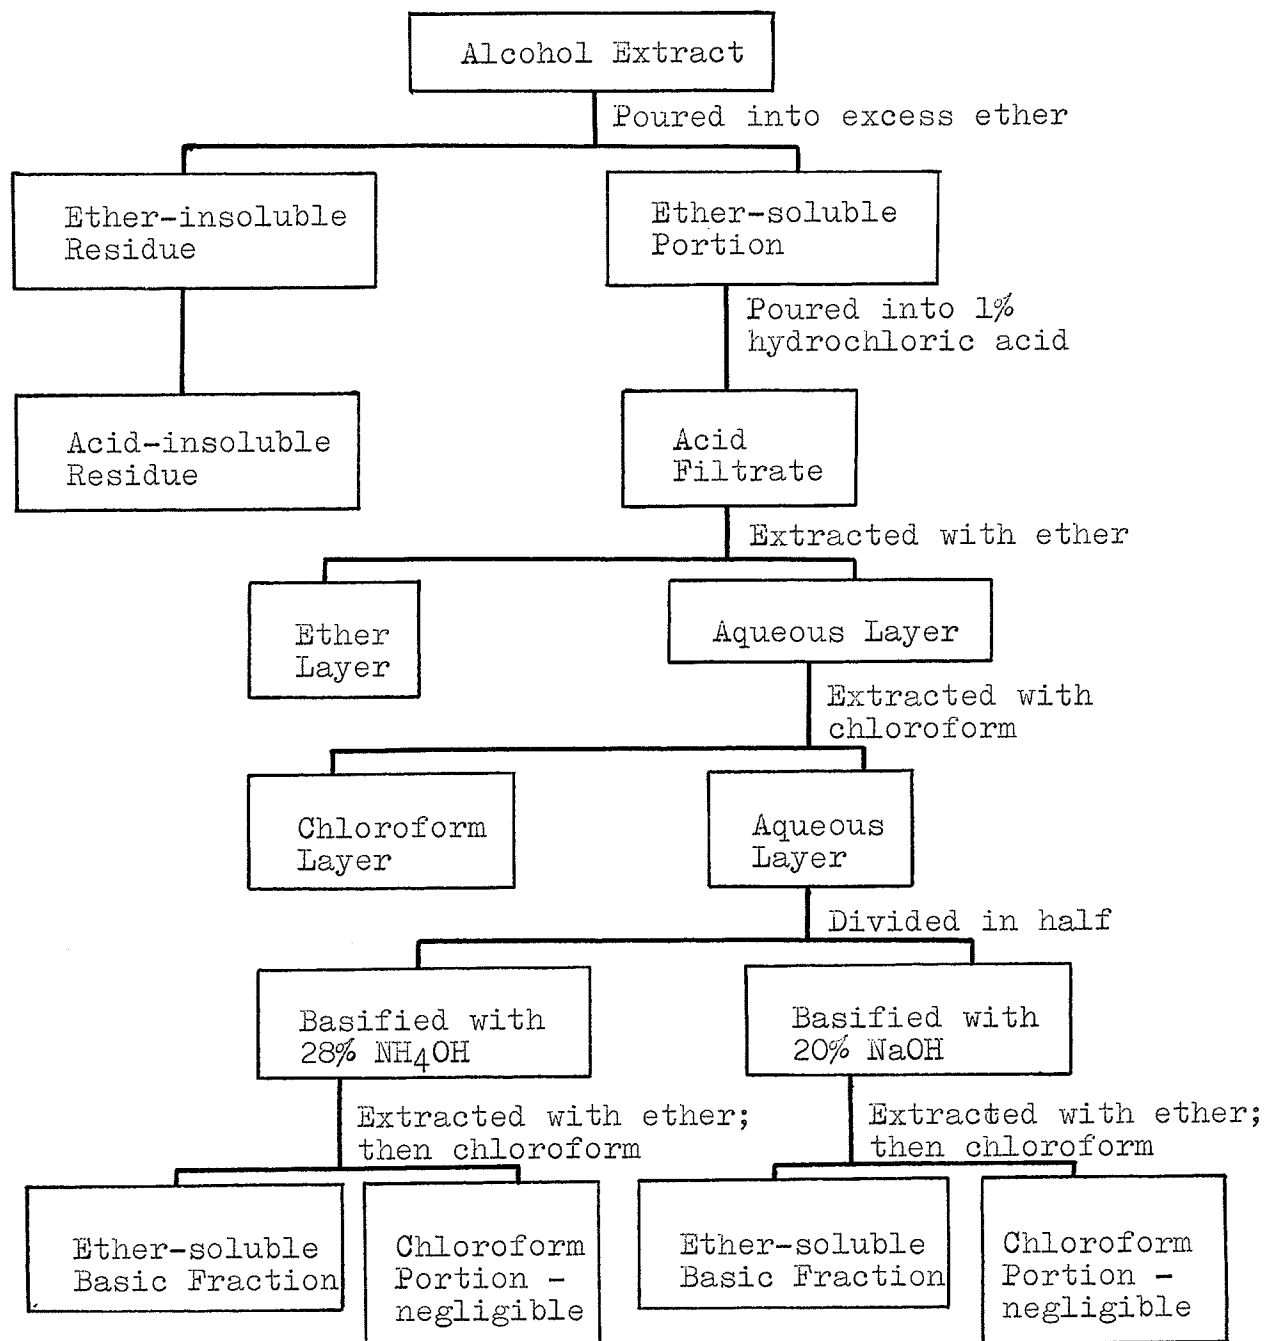 Alcohol Extract
Poured into excess ether
Ether-insoluble
Residue
Ether-soluble
Portion
Poured into 1%
hydrochloric acid
Acid-insoluble
Residue
Acid
Filtrate
Extracted with ether
Ether
Layer
Aqueous Layer
Extracted with
chloroform
Chloroform
Layer
Aqueous
Layer
Divided in half
Basified with
28% NH4OH
Basified with
20% NaOH
Extracted with ether;
then chloroform
Extracted with ether;
then chloroform
Ether-soluble
Basic Fraction
Chloroform
Portion -
negligible
Ether-soluble
Basic Fraction
Chloroform
Portion -
negligible